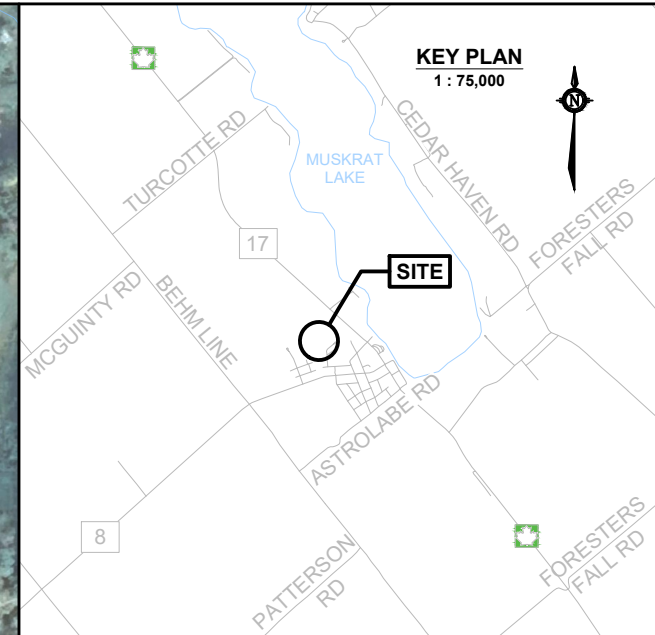 KEY PLAN
1 : 75,000
N
TURCOTTE RD
MUSKRAT
LAKE
CEDAR HAVEN RD
FORESTERS
FALL RD
17
SITE
MCGUINTY RD
BEHM LINE
ASTROLABE RD
8
PATTERSON
RD
FORESTERS
FALL RD